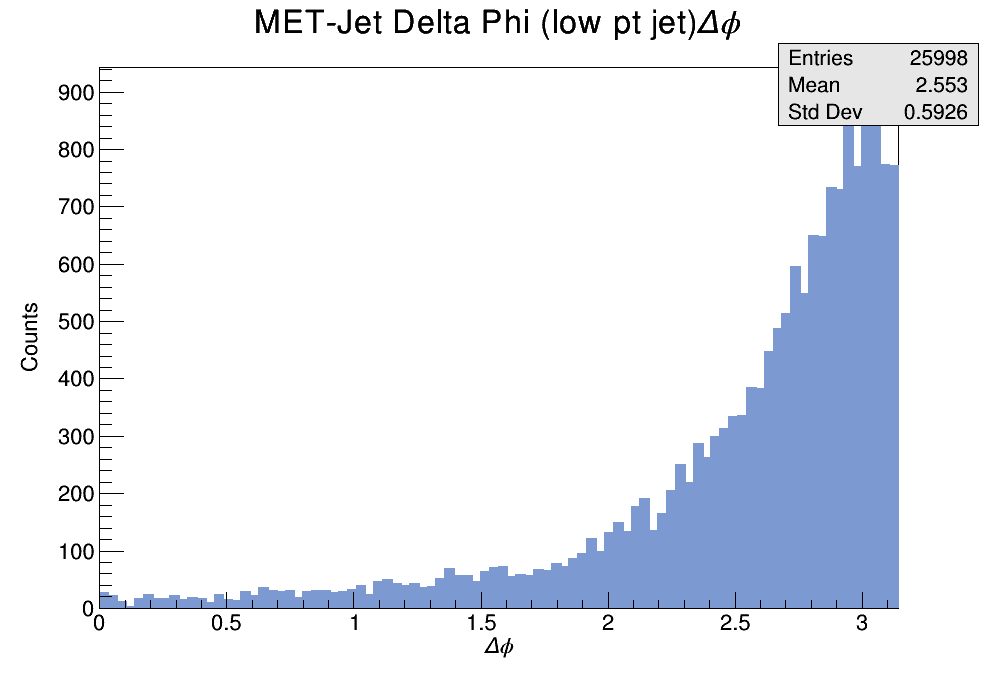 MET-Jet Delta Phi (low pt jet)Δϕ
Entries 25998
Mean 2.553
Std Dev 0.5926
900
800
700
600
500
400
300
200
100
0
Counts
0 0.5 1 1.5 2 2.5 3
Δϕ